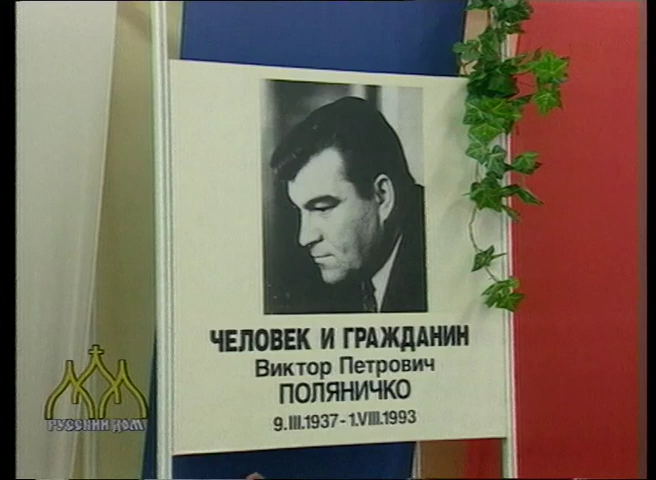 ЧЕЛОВЕК И ГРАЖДАНИН
Виктор Петрович
ПОЛЯНИЧКО
9.III.1937 - 1.VIII.1993
РУССКИЙ ДОМ